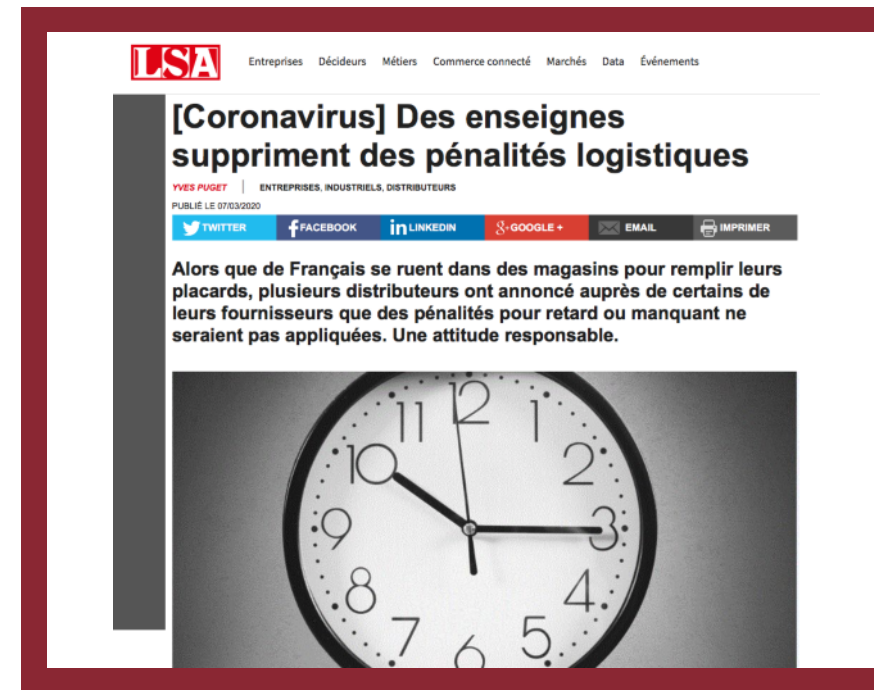 LSA
Entreprises Décideurs Métiers Commerce connecté Marchés Data Événements
[Coronavirus] Des enseignes
suppriment des pénalités logistiques
YVES PUGET | ENTREPRISES, INDUSTRIELS, DISTRIBUTEURS
PUBLIÉ LE 07/03/2020
TWITTER FACEBOOK in LINKEDIN g+ GOOGLE + EMAIL IMPRIMER
Alors que de Français se ruent dans des magasins pour remplir leurs
placards, plusieurs distributeurs ont annoncé auprès de certains de
leurs fournisseurs que des pénalités pour retard ou manquant ne
seraient pas appliquées. Une attitude responsable.
12
11 1
10 2
9 3
8 4
7 5
6